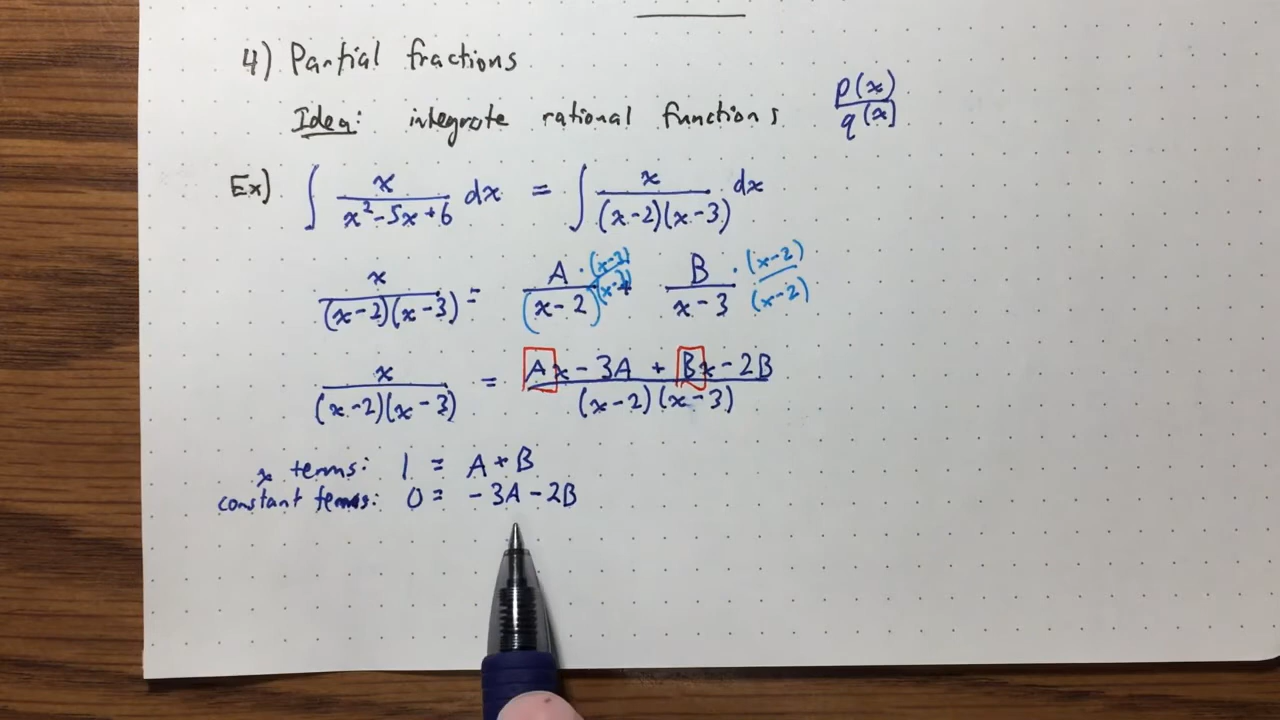 4) Partial fractions
Idea: integrate rational functions p(x)/q(x)
Ex) ∫ x/(x²-5x+6) dx = ∫ x/((x-2)(x-3)) dx
x/((x-2)(x-3)) = A/(x-2) · (x-3)/(x-3) + B/(x-3) · (x-2)/(x-2)
x/((x-2)(x-3)) = (Ax - 3A + Bx - 2B)/((x-2)(x-3))
x terms: 1 = A + B
constant terms: 0 = -3A - 2B